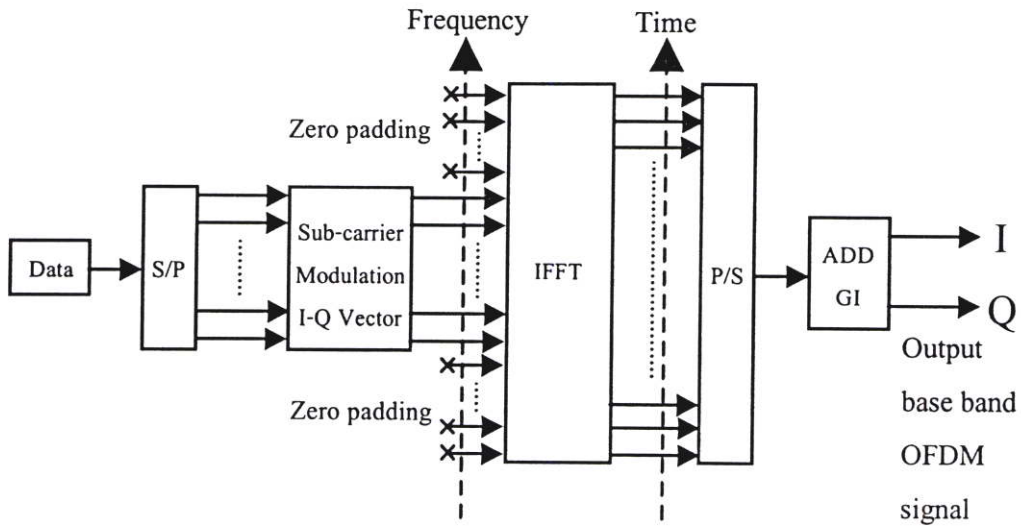 Frequency
Time
Zero padding
Data
S/P
Sub-carrier
Modulation
I-Q Vector
IFFT
P/S
ADD
GI
I
Q
Zero padding
Output
base band
OFDM
signal